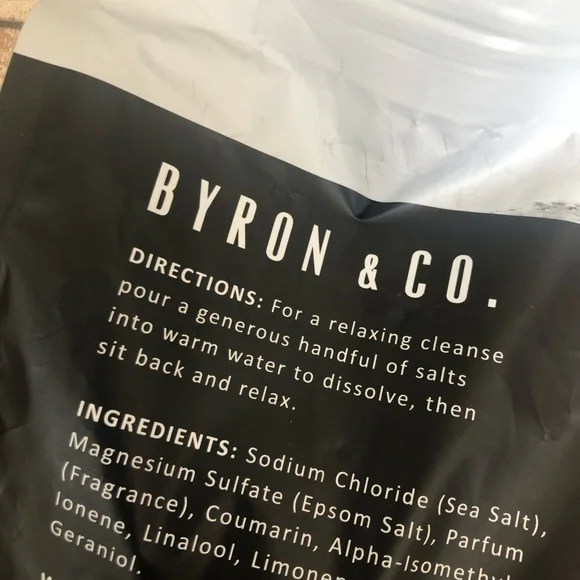 BYRON & CO.
DIRECTIONS: For a relaxing cleanse
pour a generous handful of salts
into warm water to dissolve, then
sit back and relax.
INGREDIENTS: Sodium Chloride (Sea Salt),
Magnesium Sulfate (Epsom Salt), Parfum
(Fragrance), Coumarin, Alpha-Isomethyl
Ionene, Linalool, Limonen
Geraniol.